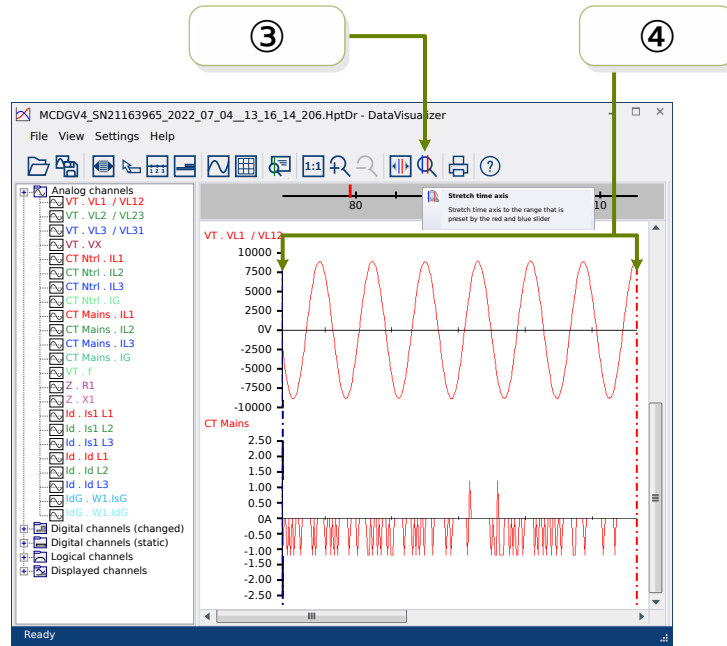 ③
④
MCDGV4_SN21163965_2022_07_04__13_16_14_206.HptDr - DataVisualizer
File View Settings Help
1 2 3
1:1
Analog channels
VT . VL1 / VL12
VT . VL2 / VL23
VT . VL3 / VL31
VT . VX
CT Ntrl . IL1
CT Ntrl . IL2
CT Ntrl . IL3
CT Ntrl . IG
CT Mains . IL1
CT Mains . IL2
CT Mains . IL3
CT Mains . IG
VT . f
Z . R1
Z . X1
Id . Is1 L1
Id . Is1 L2
Id . Is1 L3
Id . Id L1
Id . Id L2
Id . Id L3
IdG . W1.IsG
IdG . W1.IdG
Digital channels (changed)
Digital channels (static)
Logical channels
Displayed channels
80
10
Stretch time axis
Stretch time axis to the range that is
preset by the red and blue slider
VT . VL1 / VL12
10000
7500
5000
2500
0V
-2500
-5000
-7500
-10000
CT Mains
2.50
2.00
1.50
1.00
0.50
0A
-0.50
-1.00
-1.50
-2.00
-2.50
Ready